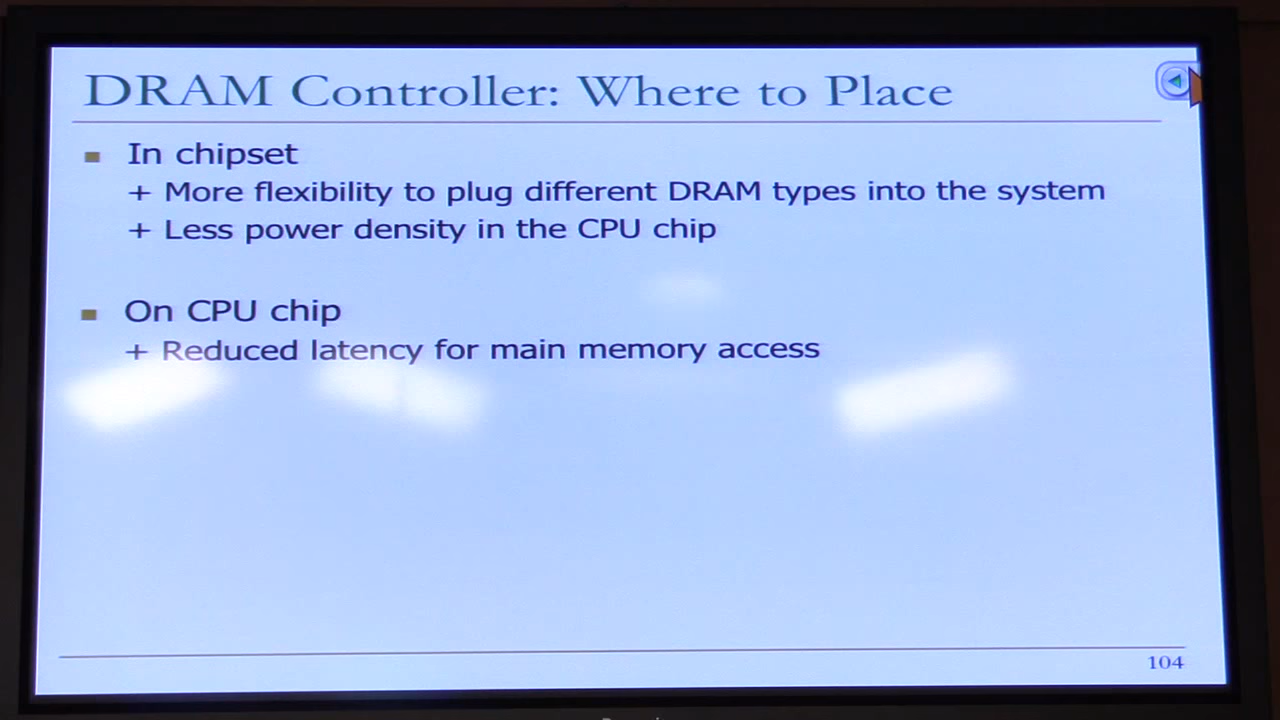 DRAM Controller: Where to Place
In chipset
+ More flexibility to plug different DRAM types into the system
+ Less power density in the CPU chip
On CPU chip
+ Reduced latency for main memory access
104